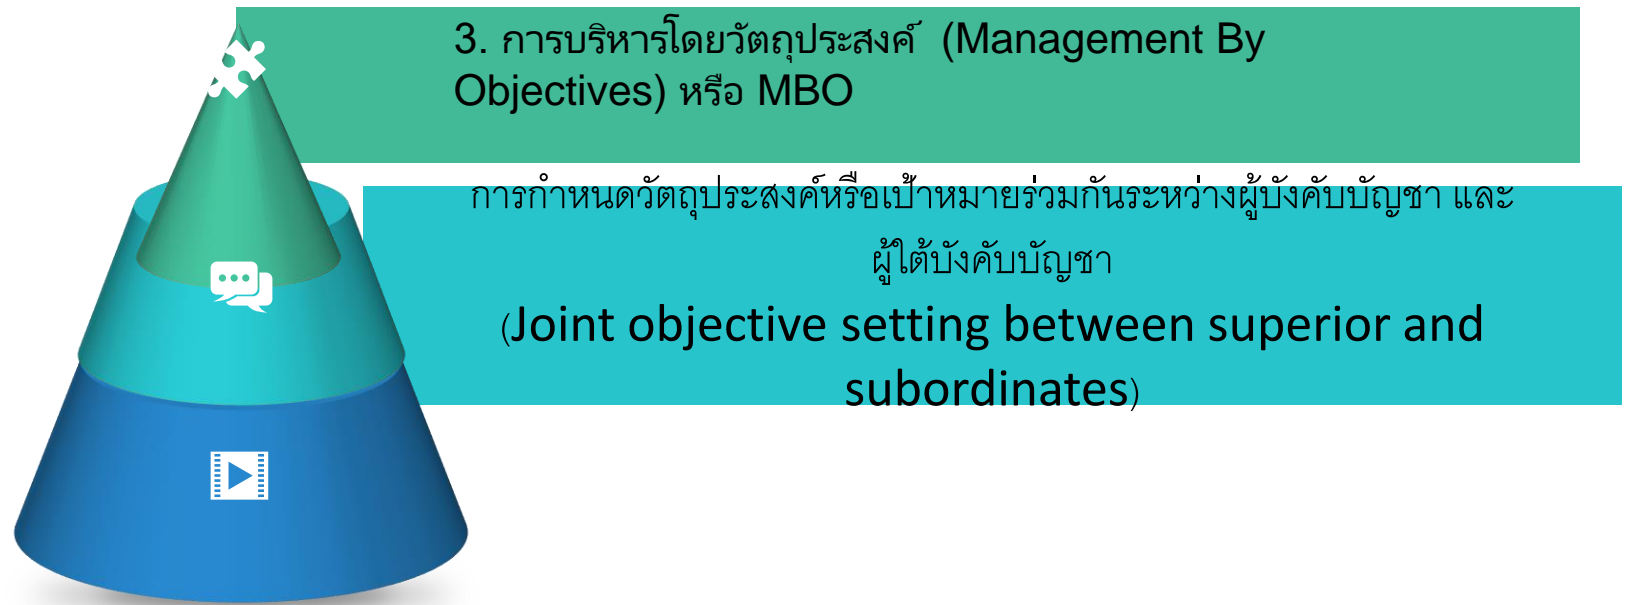 3. การบริหารโดยวัตถุประสงค์ (Management By
Objectives) หรือ MBO
การกำหนดวัตถุประสงค์หรือเป้าหมายร่วมกันระหว่างผู้บังคับบัญชา และ
ผู้ใต้บังคับบัญชา
(Joint objective setting between superior and
subordinates)